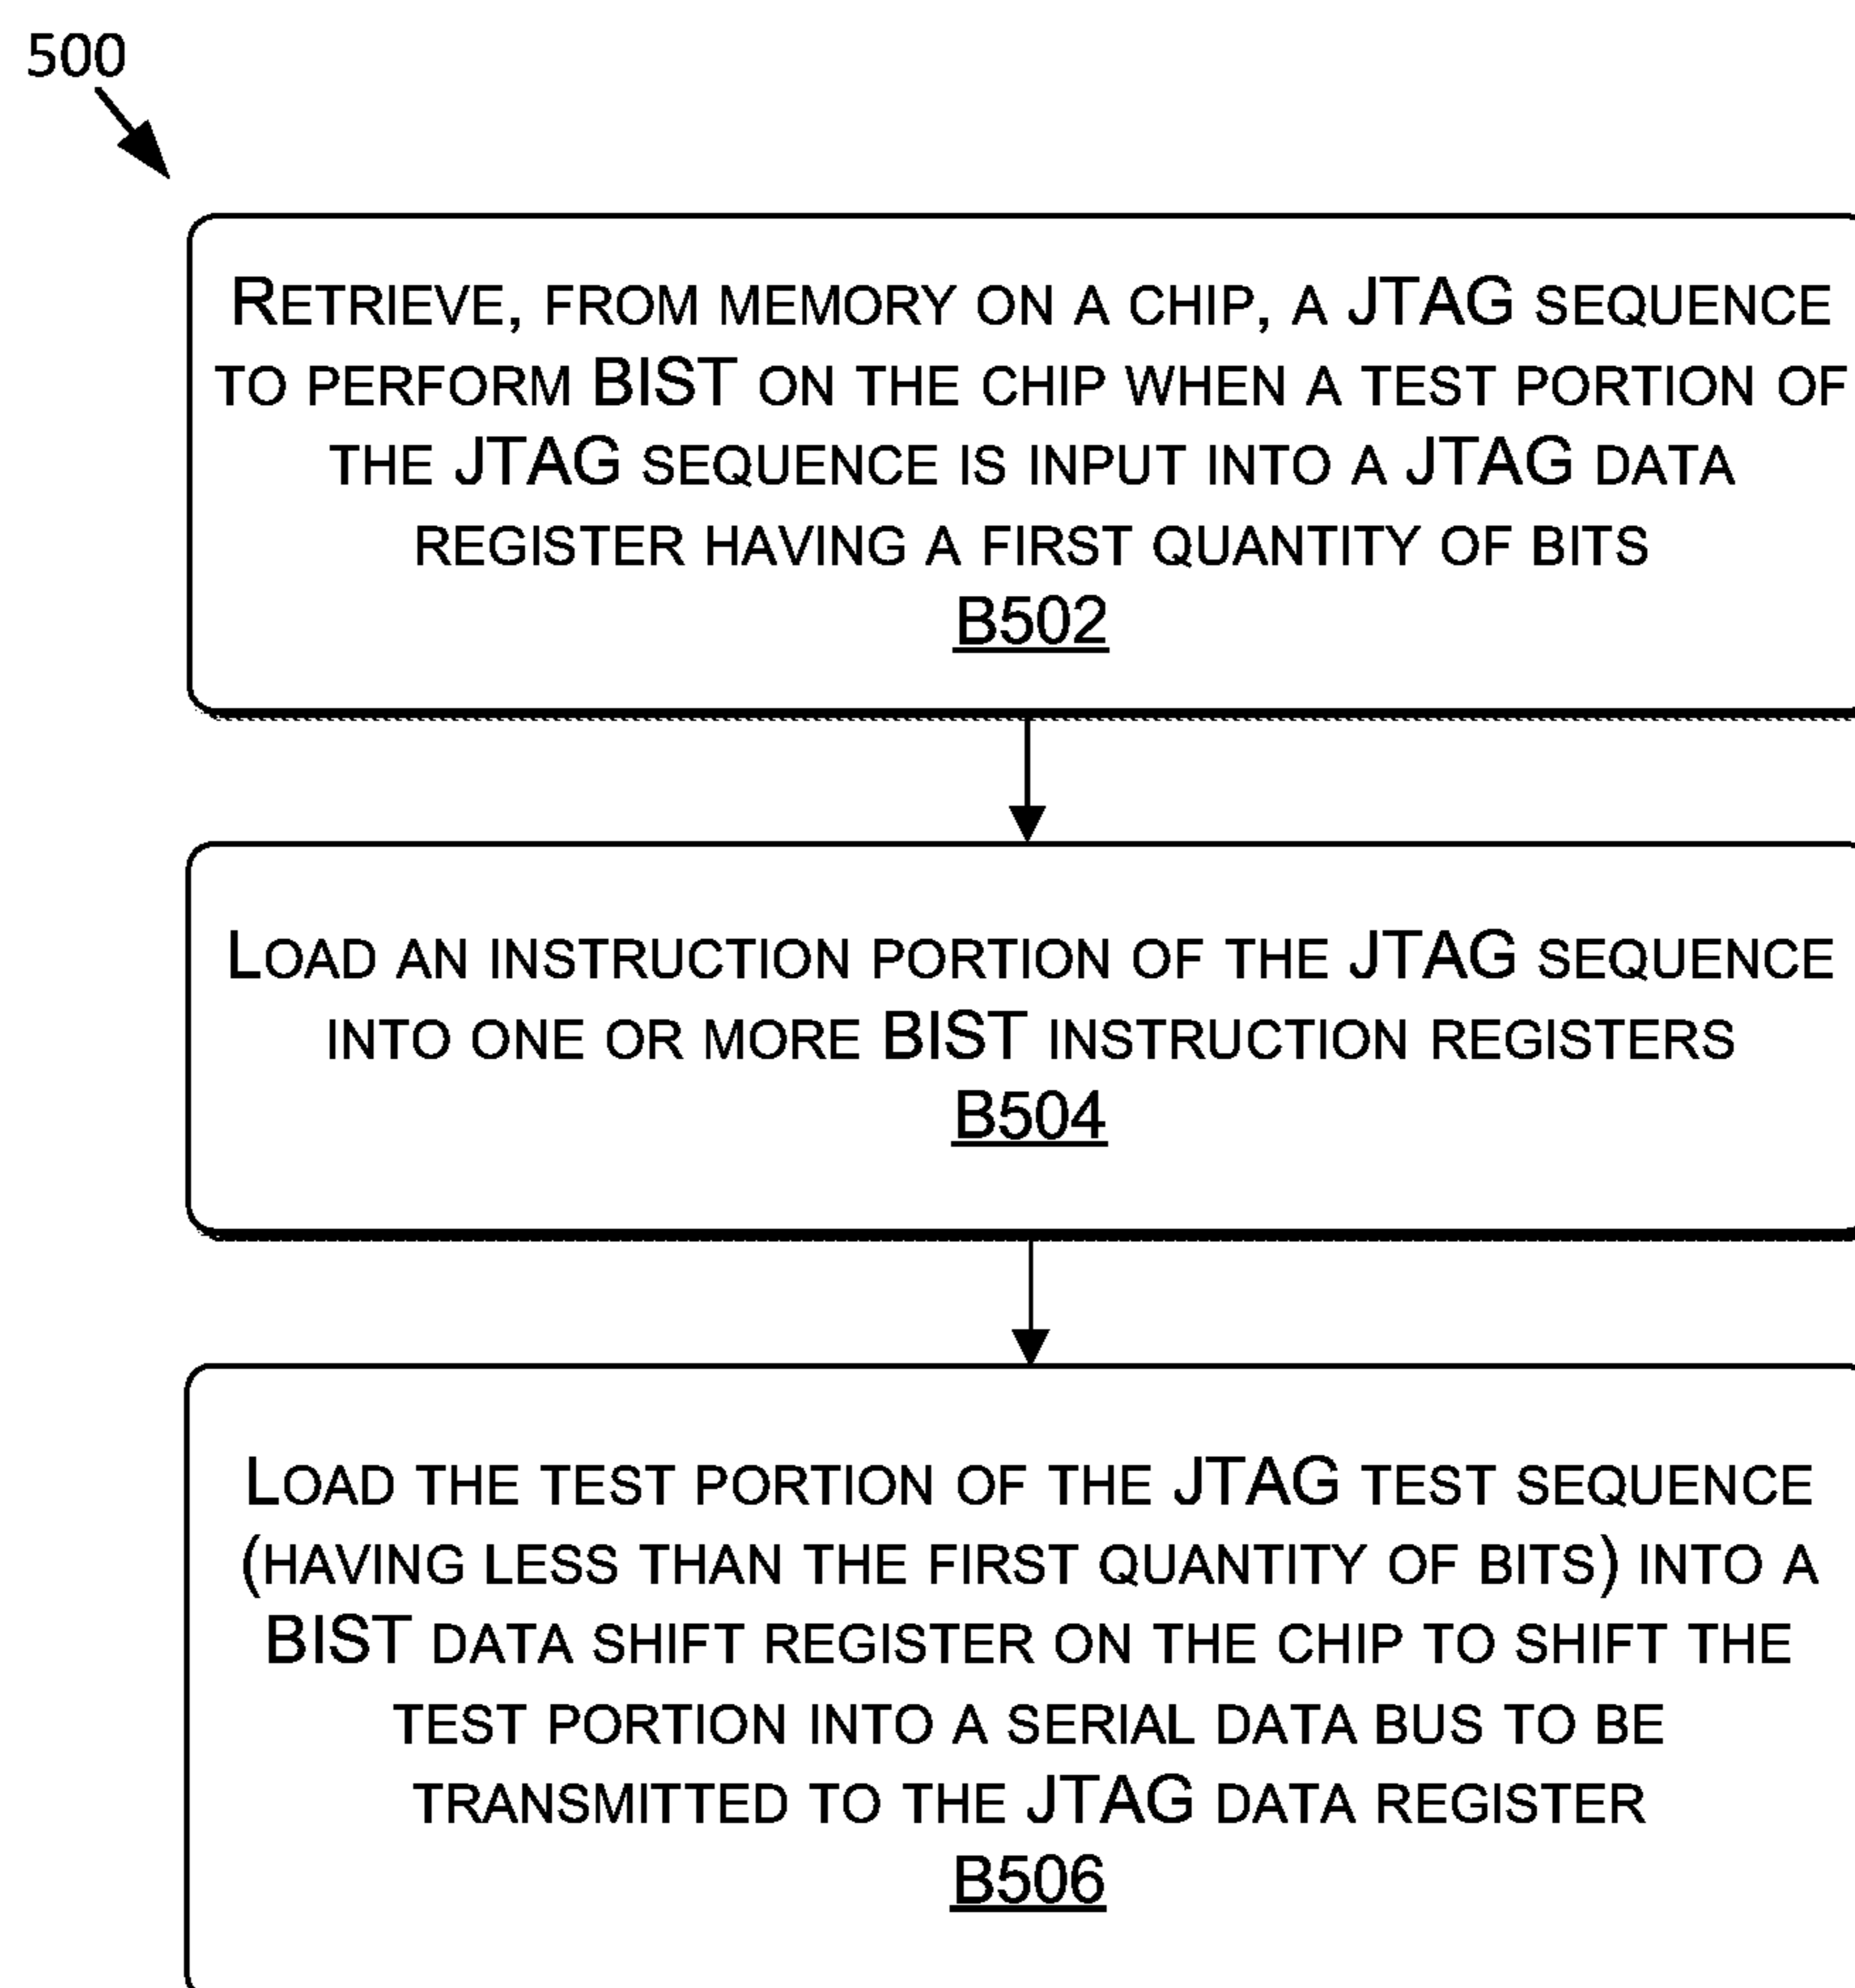 500
RETRIEVE, FROM MEMORY ON A CHIP, A JTAG SEQUENCE
TO PERFORM BIST ON THE CHIP WHEN A TEST PORTION OF
THE JTAG SEQUENCE IS INPUT INTO A JTAG DATA
REGISTER HAVING A FIRST QUANTITY OF BITS
B502
LOAD AN INSTRUCTION PORTION OF THE JTAG SEQUENCE
INTO ONE OR MORE BIST INSTRUCTION REGISTERS
B504
LOAD THE TEST PORTION OF THE JTAG TEST SEQUENCE
(HAVING LESS THAN THE FIRST QUANTITY OF BITS) INTO A
BIST DATA SHIFT REGISTER ON THE CHIP TO SHIFT THE
TEST PORTION INTO A SERIAL DATA BUS TO BE
TRANSMITTED TO THE JTAG DATA REGISTER
B506